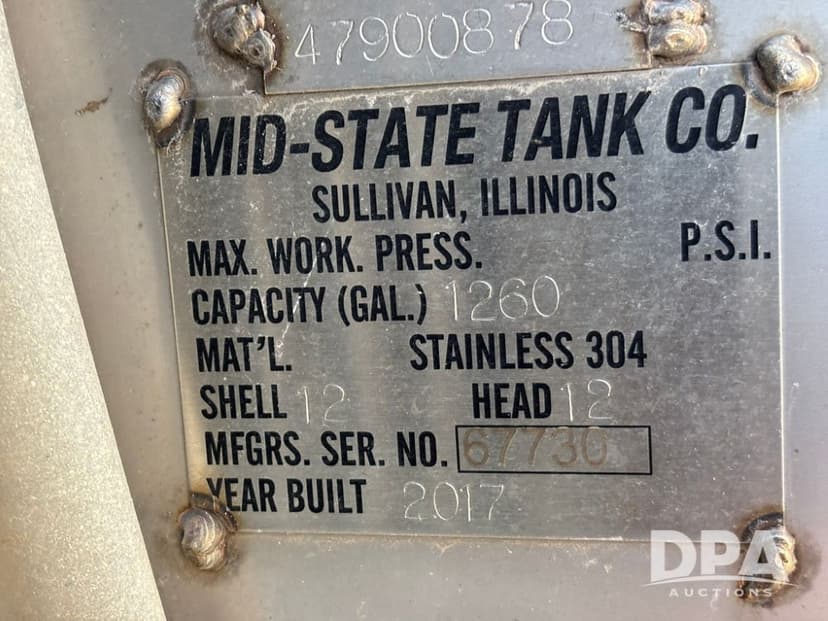 47900878
MID-STATE TANK CO.
SULLIVAN, ILLINOIS
MAX. WORK. PRESS. P.S.I.
CAPACITY (GAL.) 1260
MAT'L. STAINLESS 304
SHELL 12 HEAD 12
MFGRS. SER. NO. 67730
YEAR BUILT 2017
DPA
AUCTIONS